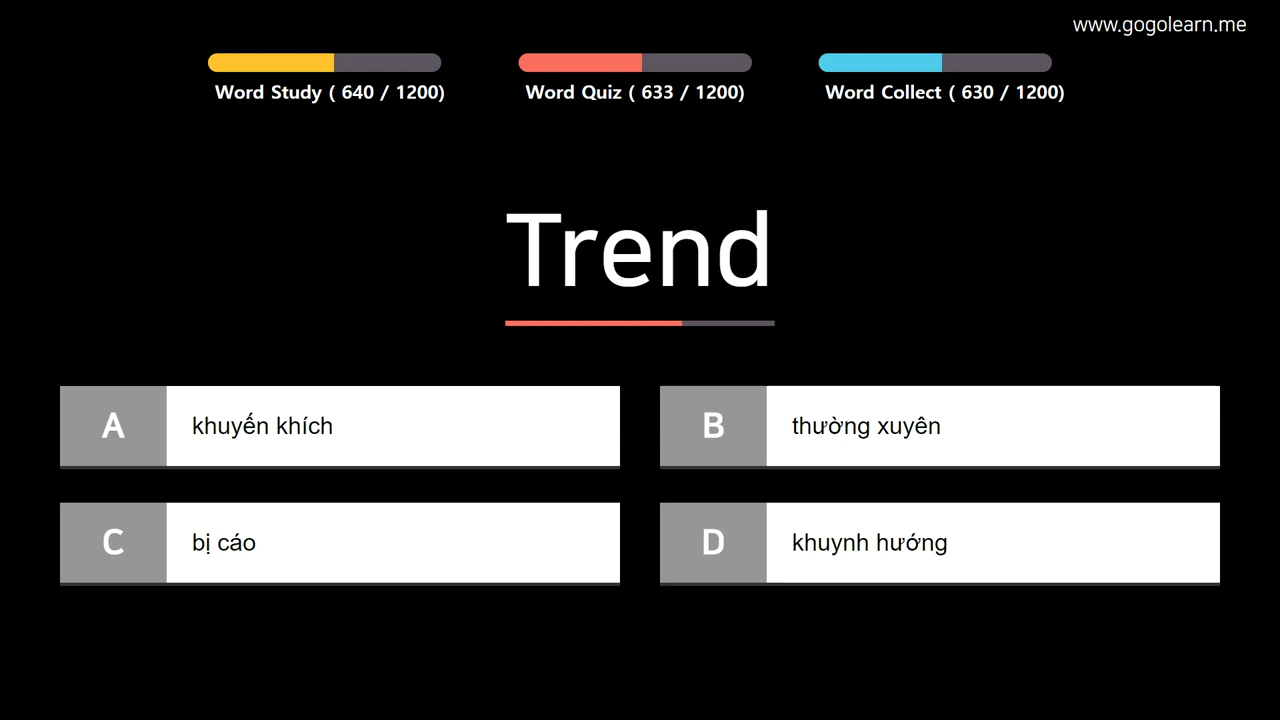 www.gogolearn.me
Word Study ( 640 / 1200)
Word Quiz ( 633 / 1200)
Word Collect ( 630 / 1200)
Trend
A
khuyến khích
B
thường xuyên
C
bị cáo
D
khuynh hướng